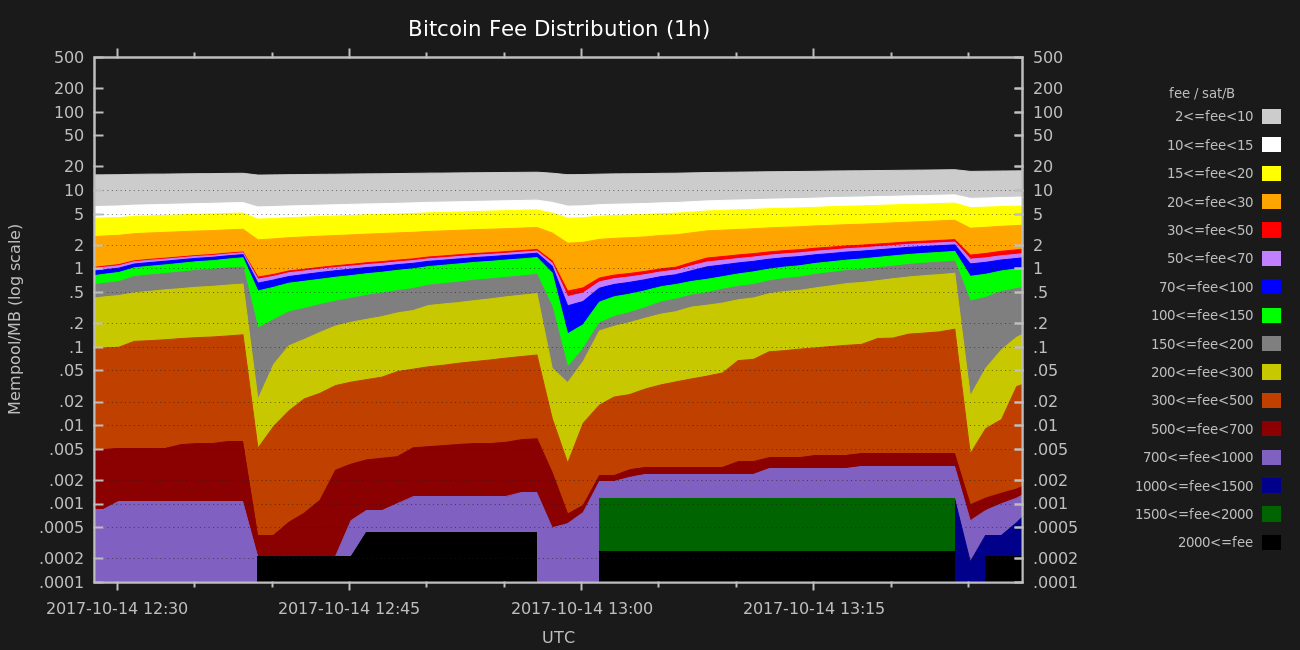 Bitcoin Fee Distribution (1h)
500
200
100
50
20
10
5
2
1
.5
.2
.1
.05
.02
.01
.005
.002
.001
.0005
.0002
.0001
Mempool/MB (log scale)
500
200
100
50
20
10
5
2
1
.5
.2
.1
.05
.02
.01
.005
.002
.001
.0005
.0002
.0001
2017-10-14 12:30
2017-10-14 12:45
2017-10-14 13:00
2017-10-14 13:15
UTC
fee / sat/B
2<=fee<10
10<=fee<15
15<=fee<20
20<=fee<30
30<=fee<50
50<=fee<70
70<=fee<100
100<=fee<150
150<=fee<200
200<=fee<300
300<=fee<500
500<=fee<700
700<=fee<1000
1000<=fee<1500
1500<=fee<2000
2000<=fee